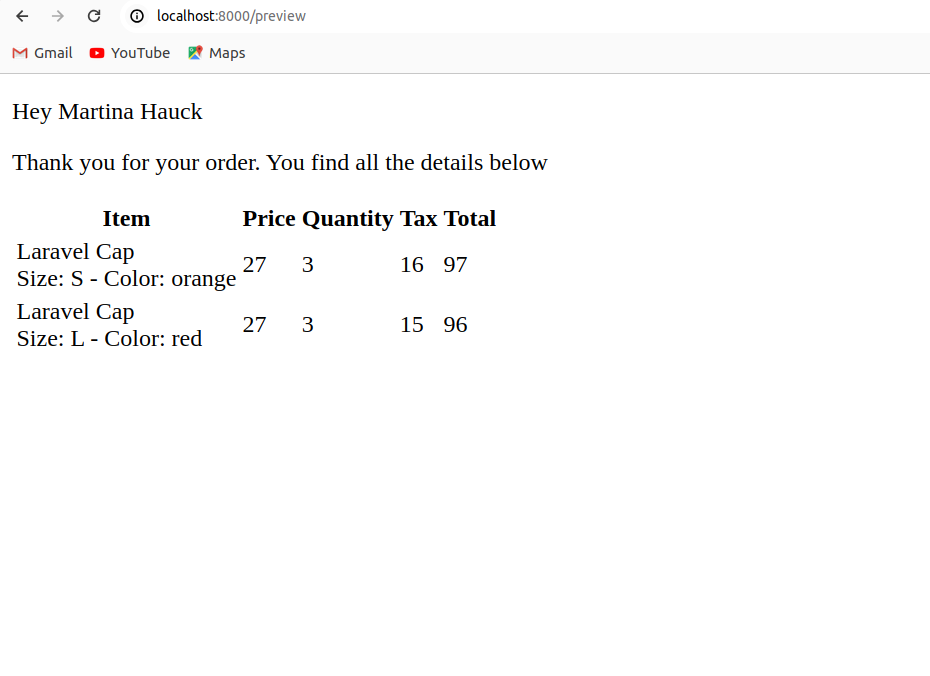 localhost:8000/preview
Gmail YouTube Maps
Hey Martina Hauck
Thank you for your order. You find all the details below
Item Price Quantity Tax Total
Laravel Cap
Size: S - Color: orange 27 3 16 97
Laravel Cap
Size: L - Color: red 27 3 15 96